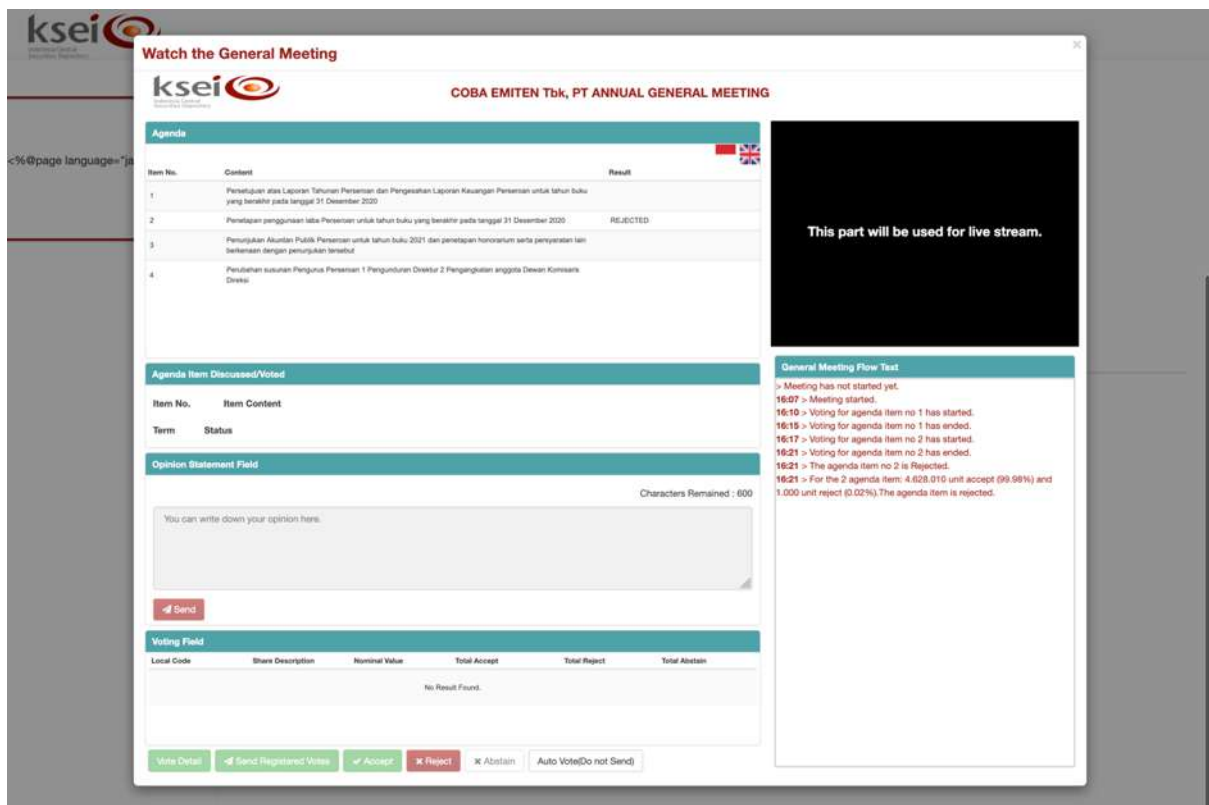 ksei
<%@page language="ja
Watch the General Meeting
×
ksei
Indonesia Central
Securities Depository
COBA EMITEN Tbk, PT ANNUAL GENERAL MEETING
Agenda
Item No. Content Result
1 Persetujuan atas Laporan Tahunan Perseroan dan Pengesahan Laporan Keuangan Perseroan untuk tahun buku
yang berakhir pada tanggal 31 Desember 2020
2 Penetapan penggunaan laba Perseroan untuk tahun buku yang berakhir pada tanggal 31 Desember 2020 REJECTED
3 Penunjukan Akuntan Publik Perseroan untuk tahun buku 2021 dan penetapan honorarium serta persyaratan lain
berkenaan dengan penunjukan tersebut
4 Perubahan susunan Pengurus Perseroan 1 Pengunduran Direktur 2 Pengangkatan anggota Dewan Komisaris
Direksi
Agenda Item Discussed/Voted
Item No. Item Content
Term Status
Opinion Statement Field
Characters Remained : 600
You can write down your opinion here.
Send
Voting Field
Local Code Share Description Nominal Value Total Accept Total Reject Total Abstain
No Result Found.
Vote Detail Send Registered Votes Accept Reject Abstain Auto Vote(Do not Send)
This part will be used for live stream.
General Meeting Flow Text
> Meeting has not started yet.
16:07 > Meeting started.
16:10 > Voting for agenda item no 1 has started.
16:15 > Voting for agenda item no 1 has ended.
16:17 > Voting for agenda item no 2 has started.
16:21 > Voting for agenda item no 2 has ended.
16:21 > The agenda item no 2 is Rejected.
16:21 > For the 2 agenda item: 4.628.010 unit accept (99.98%) and
1.000 unit reject (0.02%).The agenda item is rejected.